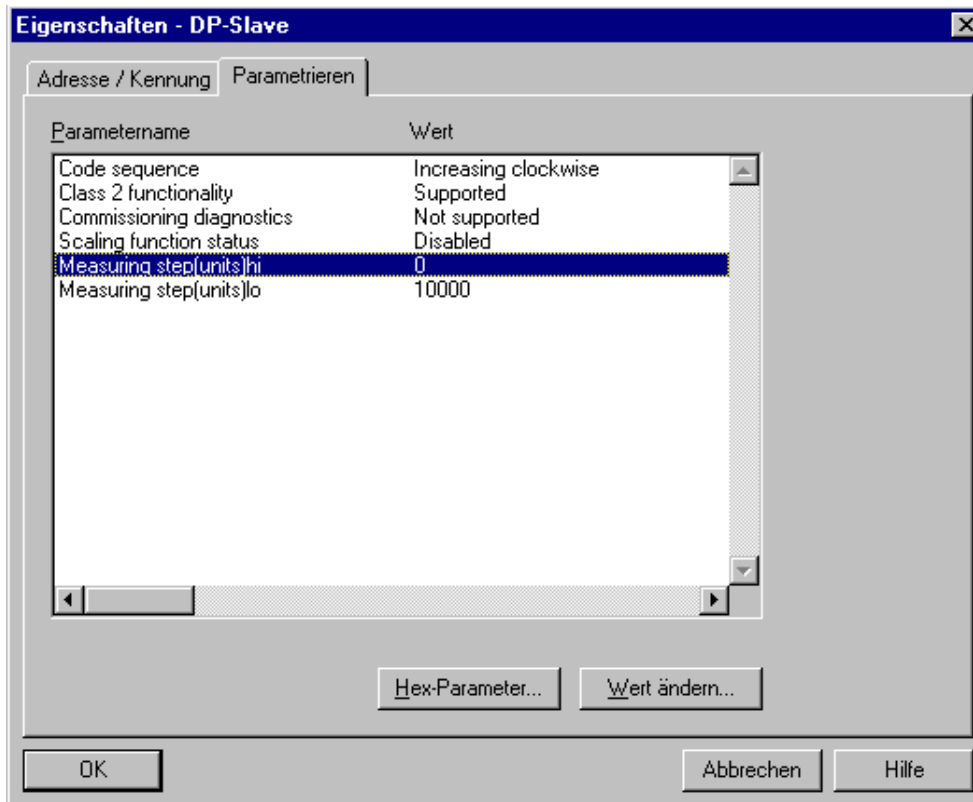 Eigenschaften - DP-Slave
Adresse / Kennung Parametrieren
Parametername Wert
Code sequence Increasing clockwise
Class 2 functionality Supported
Commissioning diagnostics Not supported
Scaling function status Disabled
Measuring step(units)hi 0
Measuring step(units)lo 10000
Hex-Parameter... Wert ändern...
OK Abbrechen Hilfe